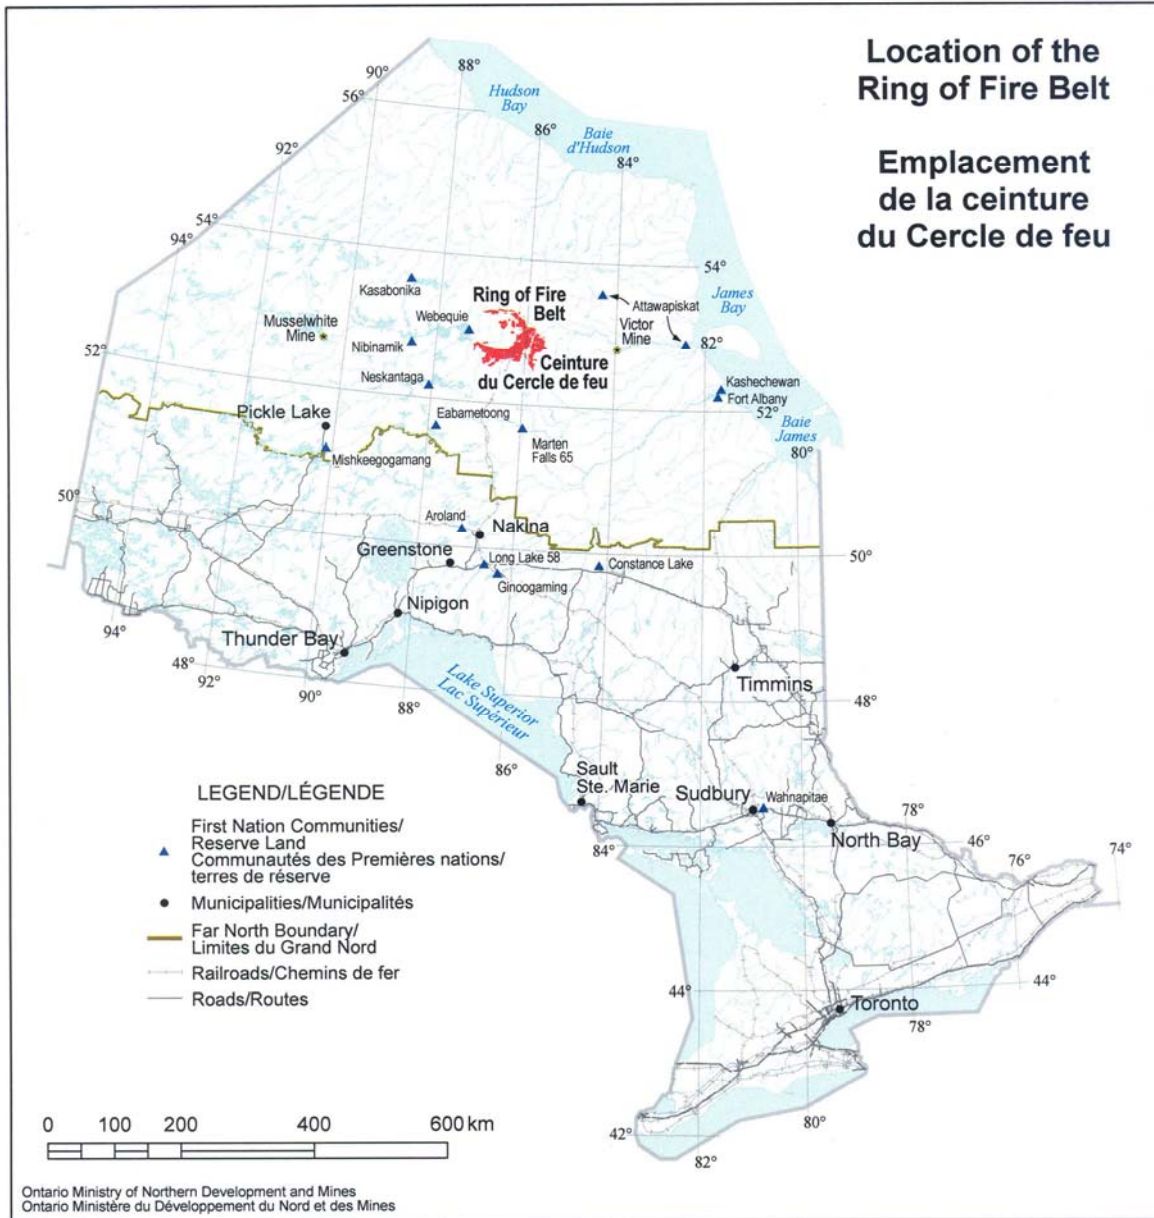 Location of the
Ring of Fire Belt
Emplacement
de la ceinture
du Cercle de feu
88°
90°
56°
Hudson
Bay
86°
Baie
d'Hudson
84°
92°
54°
94°
54°
Kasabonika
Ring of Fire
Belt
Attawapiskat
James
Bay
Webequie
Musselwhite
Mine
Victor
Mine
82°
Nibinamik
52°
Ceinture
du Cercle de feu
Neskantaga
Kashechewan
Fort Albany
52°
Pickle Lake
Eabametoong
Baie
James
Marten
Falls 65
80°
Mishkeegogamang
50°
Aroland
Nakina
Greenstone
Long Lake 58
Constance Lake
50°
Ginoogaming
Nipigon
94°
Thunder Bay
48°
92°
90°
88°
Lake Superior
Lac Supérieur
Timmins
48°
86°
Sault
Ste. Marie
Sudbury
Wahnapitae
78°
North Bay
46°
76°
74°
84°
LEGEND/LÉGENDE
First Nation Communities/
Reserve Land
Communautés des Premières nations/
terres de réserve
Municipalities/Municipalités
Far North Boundary/
Limites du Grand Nord
Railroads/Chemins de fer
Roads/Routes
44°
44°
Toronto
78°
80°
42°
82°
0 100 200 400 600 km
Ontario Ministry of Northern Development and Mines
Ontario Ministère du Développement du Nord et des Mines